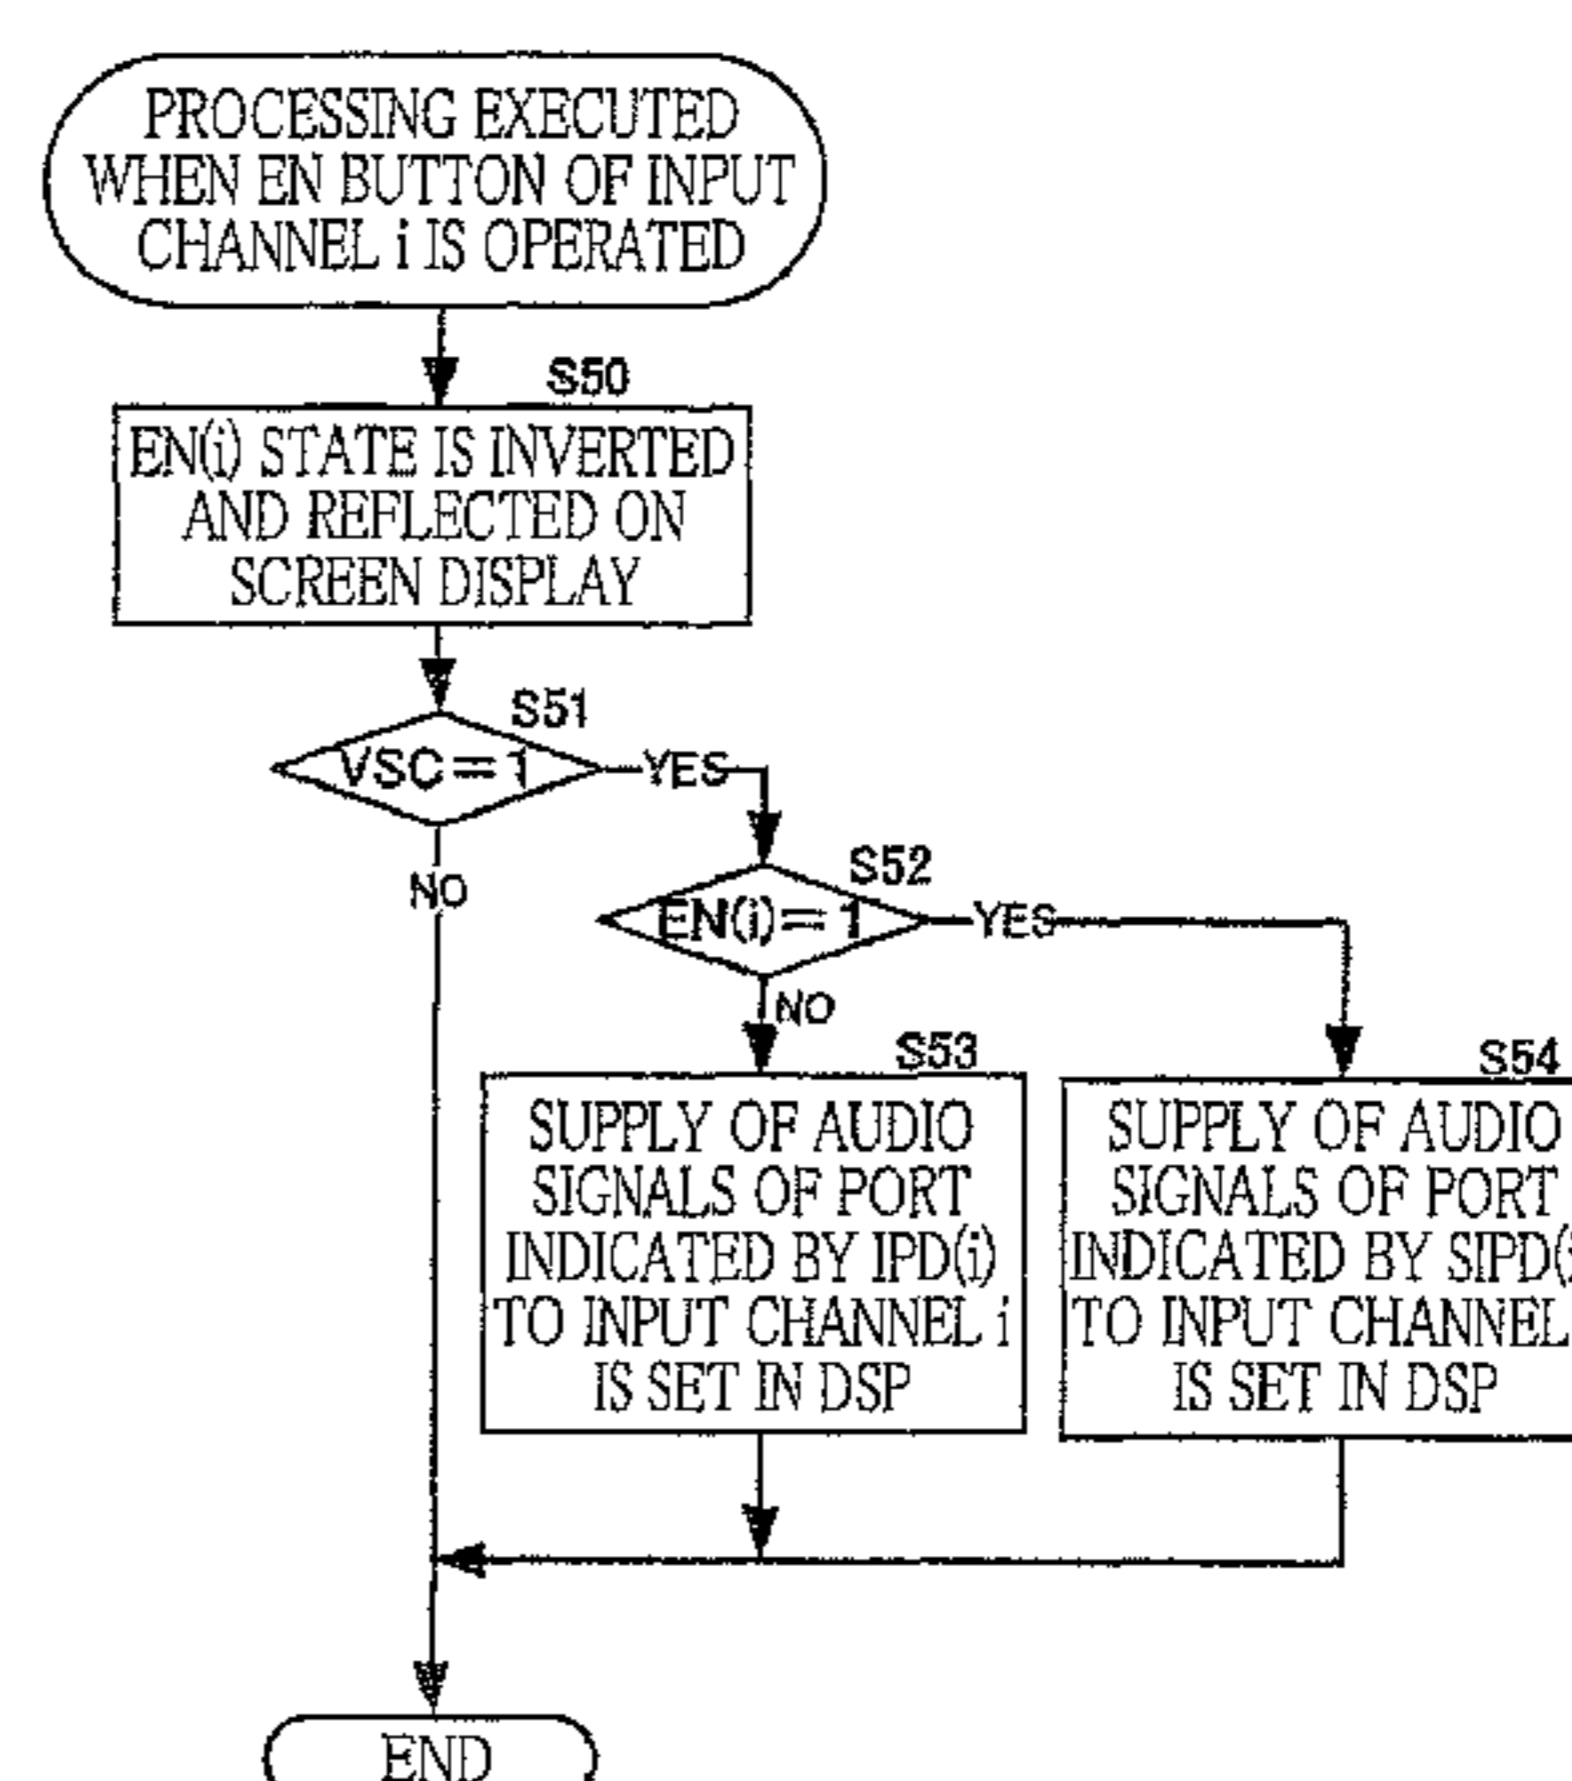 PROCESSING EXECUTED
WHEN EN BUTTON OF INPUT
CHANNEL i IS OPERATED
S50
EN(i) STATE IS INVERTED
AND REFLECTED ON
SCREEN DISPLAY
S51
VSC=1
YES
NO
S52
EN(i)=1
YES
NO
S53
SUPPLY OF AUDIO
SIGNALS OF PORT
INDICATED BY IPD(i)
TO INPUT CHANNEL i
IS SET IN DSP
S54
SUPPLY OF AUDIO
SIGNALS OF PORT
INDICATED BY SIPD(i
TO INPUT CHANNEL
IS SET IN DSP
END